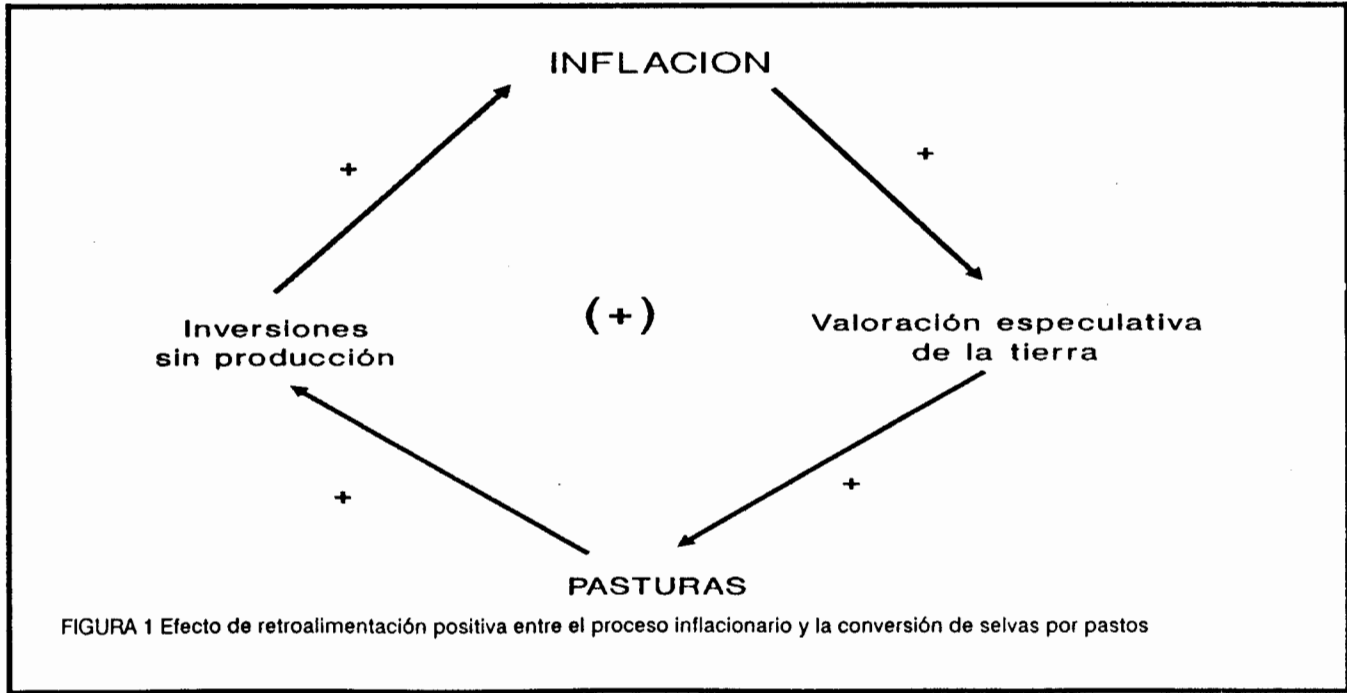 INFLACION
+
+
(+)
Inversiones
sin producción
Valoración especulativa
de la tierra
+
+
PASTURAS
FIGURA 1 Efecto de retroalimentación positiva entre el proceso inflacionario y la conversión de selvas por pastos